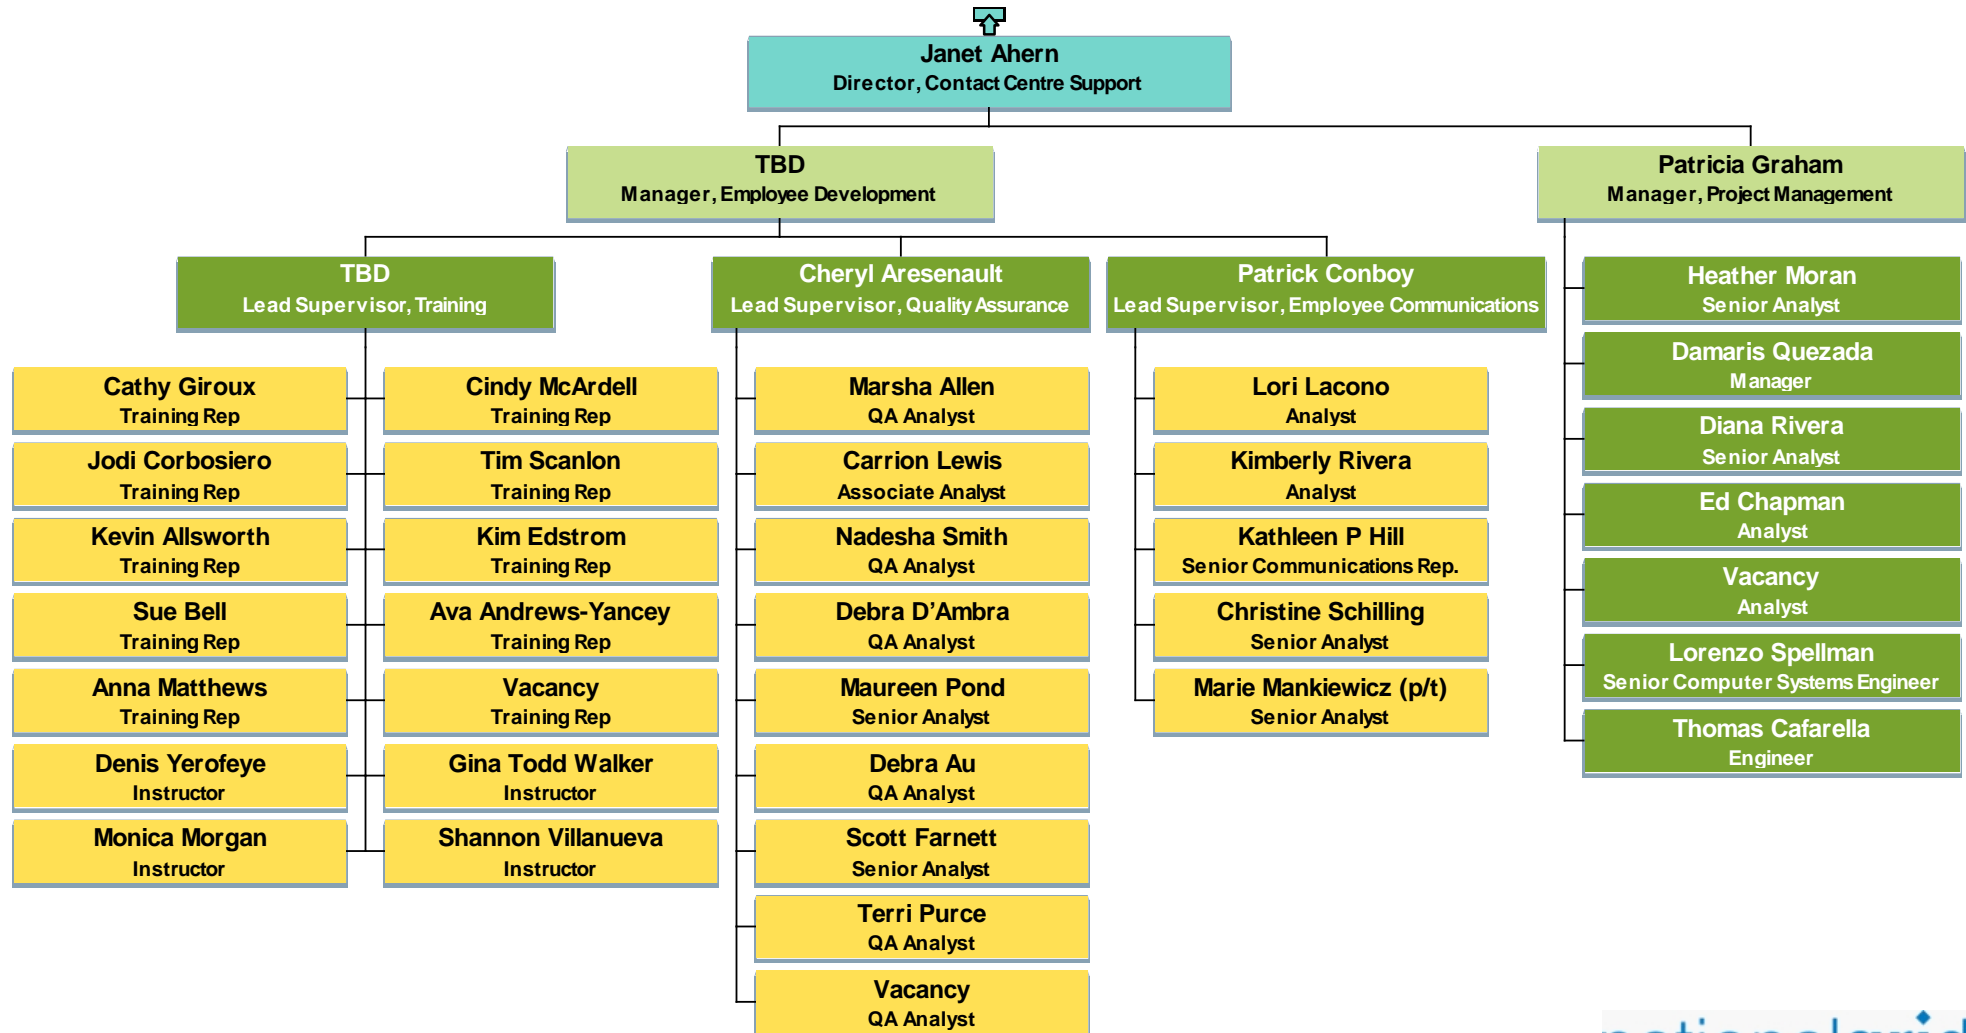 Janet Ahern
Director, Contact Centre Support
TBD
Manager, Employee Development
Patricia Graham
Manager, Project Management
TBD
Lead Supervisor, Training
Cheryl Aresenault
Lead Supervisor, Quality Assurance
Patrick Conboy
Lead Supervisor, Employee Communications
Cathy Giroux
Training Rep
Jodi Corbosiero
Training Rep
Kevin Allsworth
Training Rep
Sue Bell
Training Rep
Anna Matthews
Training Rep
Denis Yerofeye
Instructor
Monica Morgan
Instructor
Cindy McArdell
Training Rep
Tim Scanlon
Training Rep
Kim Edstrom
Training Rep
Ava Andrews-Yancey
Training Rep
Vacancy
Training Rep
Gina Todd Walker
Instructor
Shannon Villanueva
Instructor
Marsha Allen
QA Analyst
Carrion Lewis
Associate Analyst
Nadesha Smith
QA Analyst
Debra D’Ambra
QA Analyst
Maureen Pond
Senior Analyst
Debra Au
QA Analyst
Scott Farnett
Senior Analyst
Terri Purce
QA Analyst
Vacancy
QA Analyst
Lori Lacono
Analyst
Kimberly Rivera
Analyst
Kathleen P Hill
Senior Communications Rep.
Christine Schilling
Senior Analyst
Marie Mankiewicz (p/t)
Senior Analyst
Heather Moran
Senior Analyst
Damaris Quezada
Manager
Diana Rivera
Senior Analyst
Ed Chapman
Analyst
Vacancy
Analyst
Lorenzo Spellman
Senior Computer Systems Engineer
Thomas Cafarella
Engineer